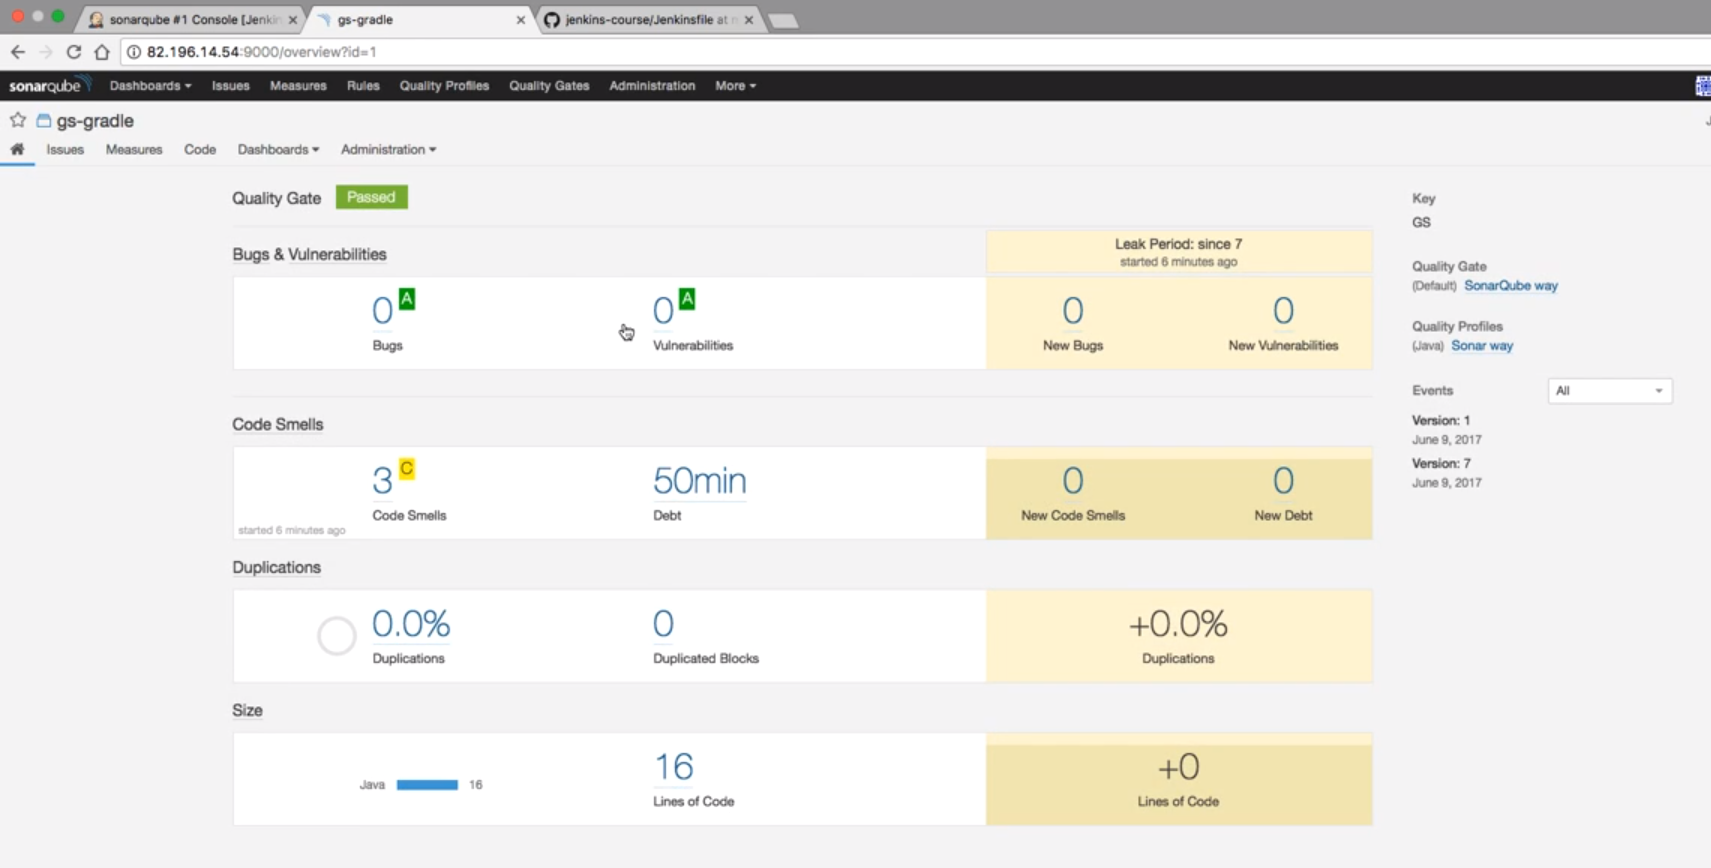 sonarqube #1 Console [Jenkin
gs-gradle
jenkins-course/Jenkinsfile at m
82.196.14.54:9000/overview?id=1
sonarqube Dashboards Issues Measures Rules Quality Profiles Quality Gates Administration More
gs-gradle
Issues Measures Code Dashboards Administration
Quality Gate Passed
Bugs & Vulnerabilities
Leak Period: since 7
started 6 minutes ago
0 A
Bugs
0 A
Vulnerabilities
0
New Bugs
0
New Vulnerabilities
Code Smells
3 C
Code Smells
started 6 minutes ago
50min
Debt
0
New Code Smells
0
New Debt
Duplications
0.0%
Duplications
0
Duplicated Blocks
+0.0%
Duplications
Size
Java 16
16
Lines of Code
+0
Lines of Code
Key
GS
Quality Gate
(Default) SonarQube way
Quality Profiles
(Java) Sonar way
Events All
Version: 1
June 9, 2017
Version: 7
June 9, 2017